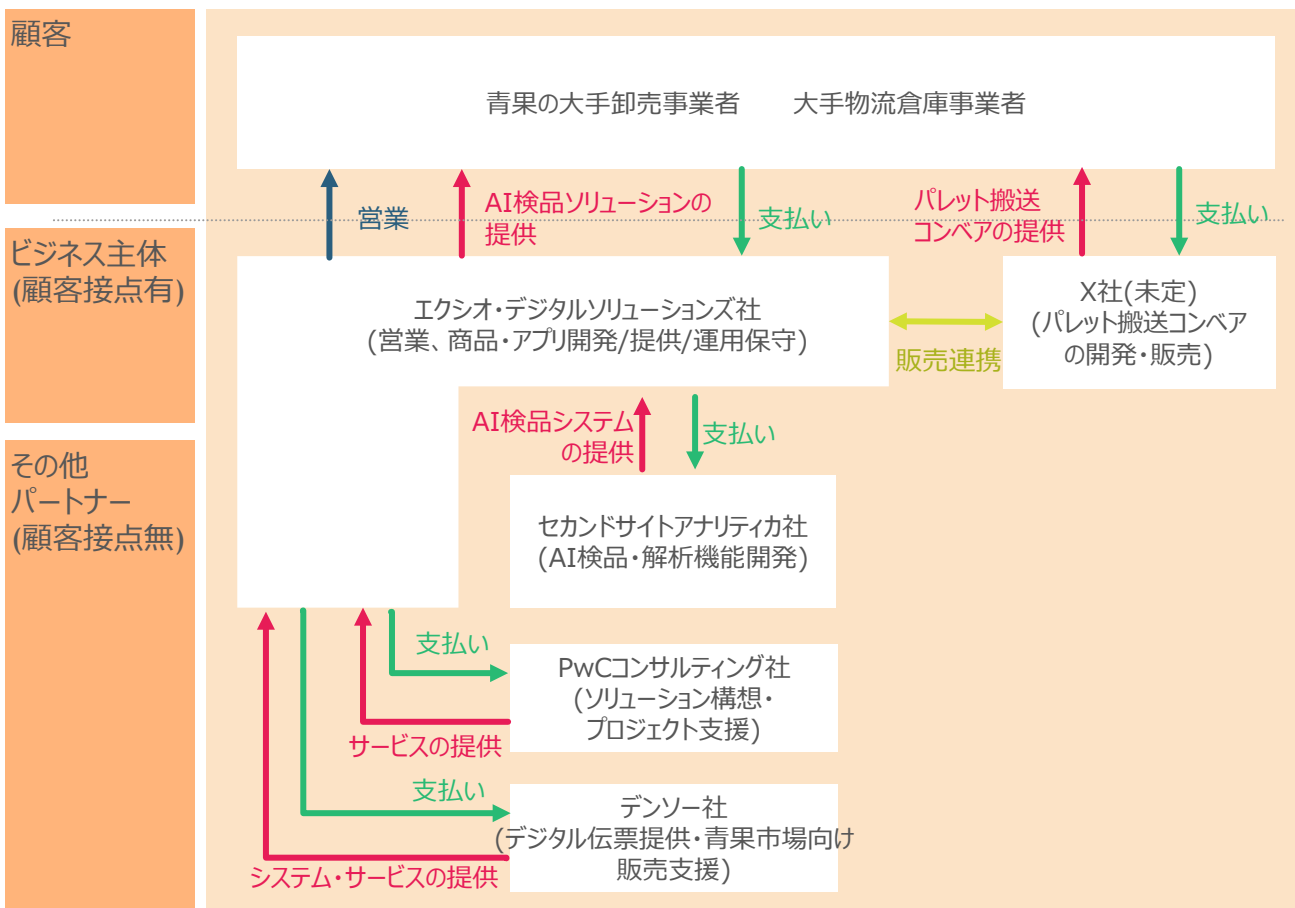 顧客
青果の大手卸売事業者 大手物流倉庫事業者
営業
AI検品ソリューションの
提供
支払い
パレット搬送
コンベアの提供
支払い
ビジネス主体
(顧客接点有)
エクシオ・デジタルソリューションズ社
(営業、商品・アプリ開発/提供/運用保守)
販売連携
X社(未定)
(パレット搬送コンベア
の開発・販売)
AI検品システム
の提供
支払い
その他
パートナー
(顧客接点無)
セカンドサイトアナリティカ社
(AI検品・解析機能開発)
支払い
PwCコンサルティング社
(ソリューション構想・
プロジェクト支援)
サービスの提供
支払い
デンソー社
(デジタル伝票提供・青果市場向け
販売支援)
システム・サービスの提供